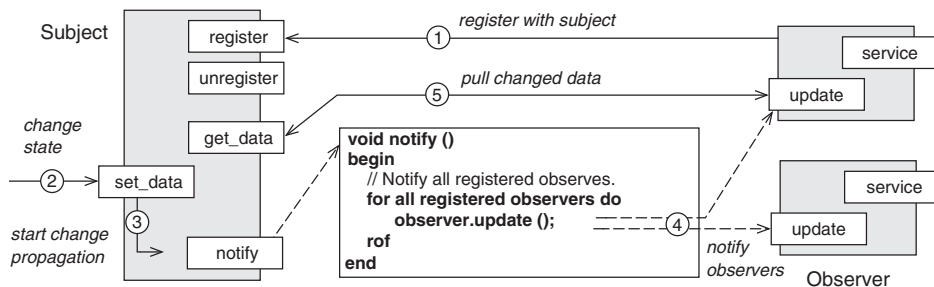 Subject
register
unregister
get_data
set_data
notify
1
register with subject
5
pull changed data
change
state
2
3
start change
propagation
void notify ()
begin
// Notify all registered observes.
for all registered observers do
observer.update ();
rof
end
4
notify
observers
service
update
service
update
Observer